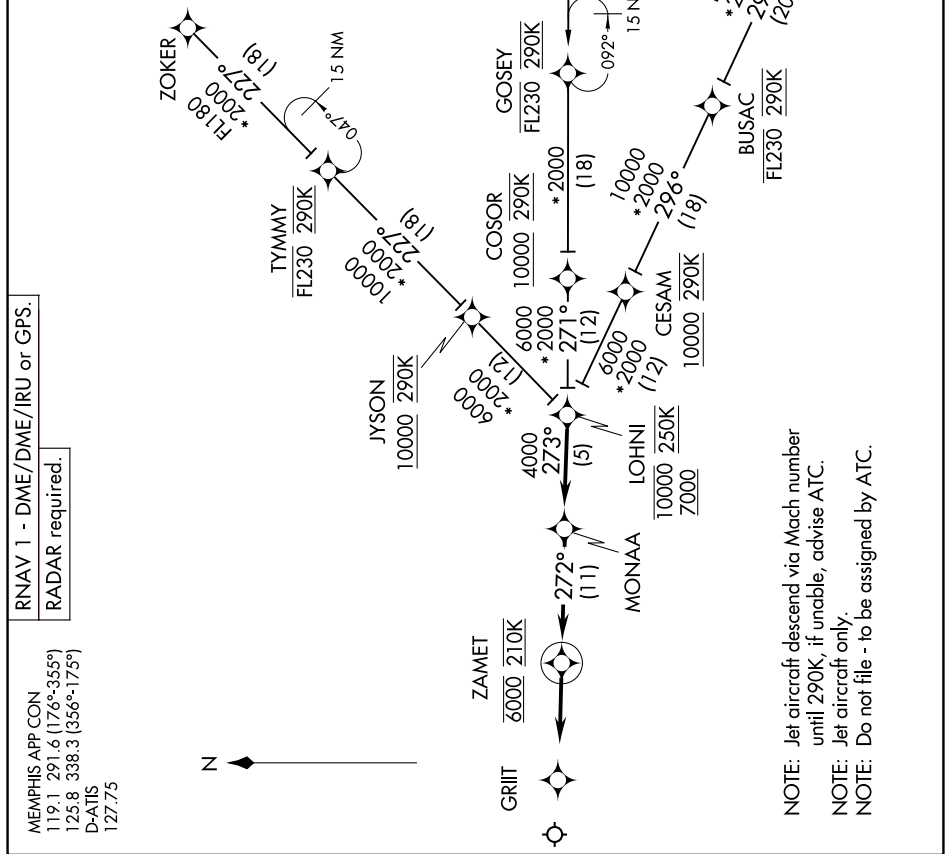 RNAV 1 - DME/DME/IRU or GPS.
RADAR required.
MEMPHIS APP CON
119.1 291.6 (176°-355°)
125.8 338.3 (356°-175°)
D-ATIS
127.75
N
ZOKER
FL180
*2000
227°
(18)
15 NM
047°
TYMMY
FL230 290K
10000
*2000
227°
(18)
JYSON
10000 290K
6000
*2000
(12)
GOSEY
FL230 290K
092°
15 N
*2000
(18)
COSOR
10000 290K
6000
*2000
271°
(12)
BUSAC
FL230 290K
10000
*2000
296°
(18)
CESAM
10000 290K
6000
*2000
(12)
LOHNI
10000 250K
7000
4000
273°
(5)
MONAA
272°
(11)
ZAMET
6000 210K
GRIIT
NOTE: Jet aircraft descend via Mach number
until 290K, if unable, advise ATC.
NOTE: Jet aircraft only.
NOTE: Do not file - to be assigned by ATC.